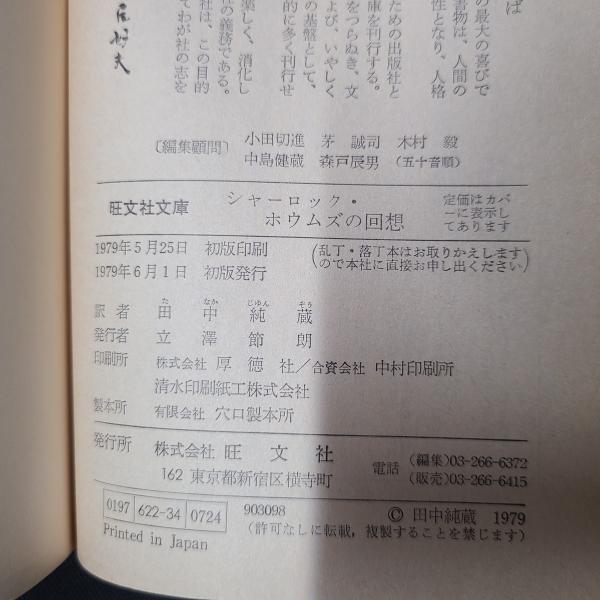 ば
の最大の喜びで
書物は、人間の
性となり、人格
ための出版社と
庫を刊行する。
をつらぬき、文
よび、いやしく
の基盤として、
的に多く刊行せ
楽しく、消化し
の義務である。
社は、この目的
てわが社の志を
〔編集顧問〕 小田切進 茅 誠司 木村 毅
中島健蔵 森戸辰男 (五十音順)
旺文社文庫
シャーロック・
ホウムズの回想
定価はカバ
ーに表示し
てあります
1979年5月25日 初版印刷
1979年6月1日 初版発行
(乱丁・落丁本はお取りかえします
ので本社に直接お申し出ください)
訳者 田中純蔵
た なか じゆん ぞう
発行者 立澤節朗
印刷所 株式会社 厚徳社/合資会社 中村印刷所
清水印刷紙工株式会社
製本所 有限会社 穴口製本所
発行所 株式会社 旺文社
162 東京都新宿区横寺町
電話 (編集)03-266-6372
(販売)03-266-6415
0197 622-34 0724
903098
© 田中純蔵 1979
Printed in Japan
(許可なしに転載,複製することを禁じます)